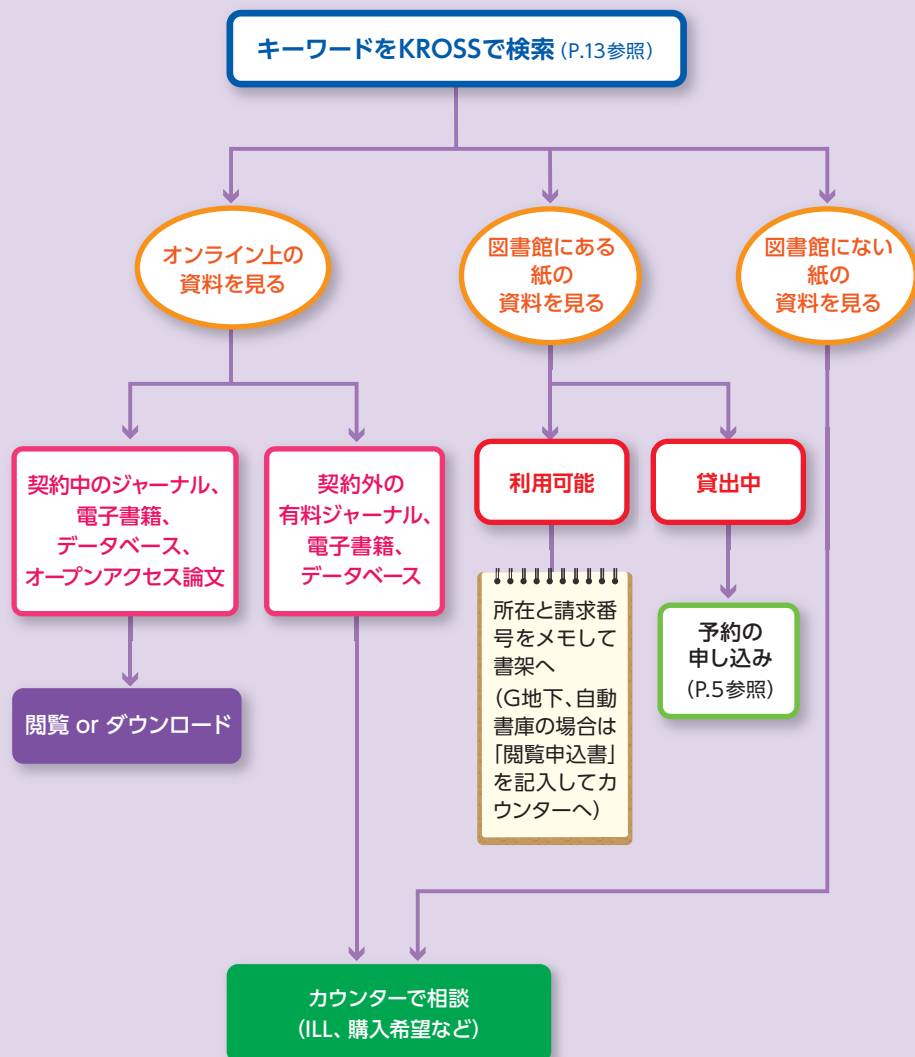 キーワードをKROSSで検索 (P.13参照)
オンライン上の
資料を見る
図書館にある
紙の
資料を見る
図書館にない
紙の
資料を見る
契約中のジャーナル、
電子書籍、
データベース、
オープンアクセス論文
契約外の
有料ジャーナル、
電子書籍、
データベース
利用可能
貸出中
閲覧 or ダウンロード
所在と請求番
号をメモして
書架へ
(G地下、自動
書庫の場合は
「閲覧申込書」
を記入してカ
ウンターへ)
予約の
申し込み
(P.5参照)
カウンターで相談
(ILL、購入希望など)